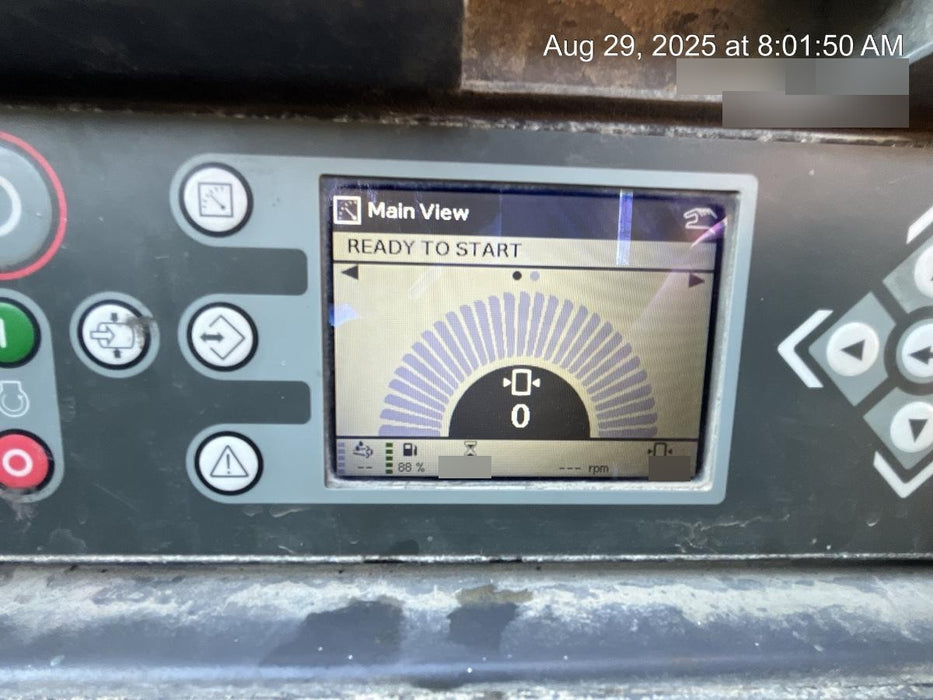 Aug 29, 2025 at 8:01:50 AM
Main View
READY TO START
0
--
88 %
--- rpm